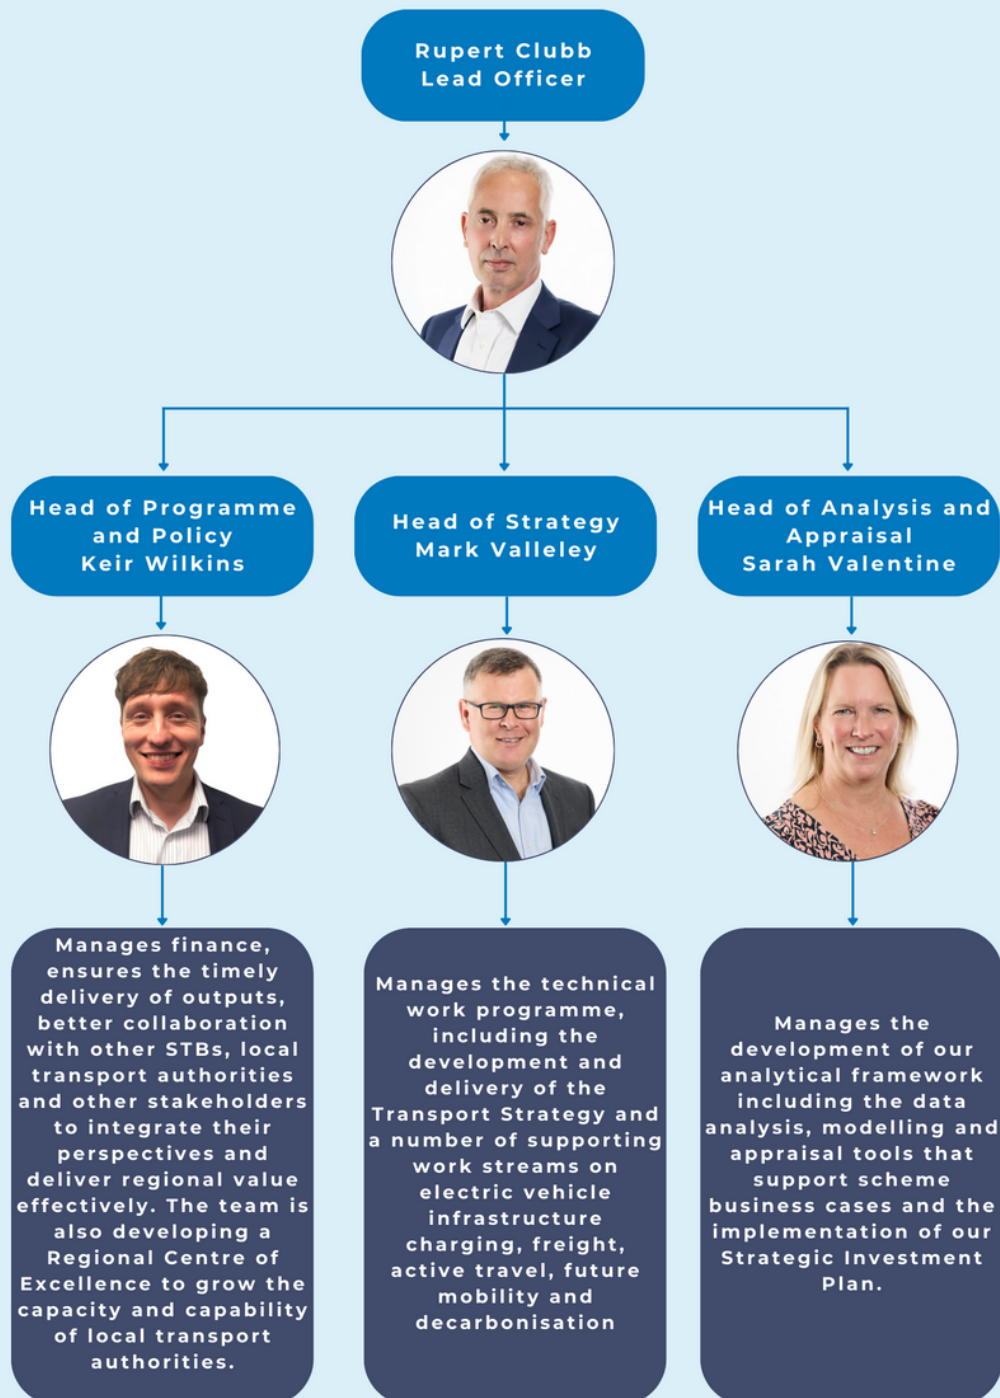 Rupert Clubb
Lead Officer
Head of Programme
and Policy
Keir Wilkins
Head of Strategy
Mark Valleley
Head of Analysis and
Appraisal
Sarah Valentine
Manages finance,
ensures the timely
delivery of outputs,
better collaboration
with other STBs, local
transport authorities
and other stakeholders
to integrate their
perspectives and
deliver regional value
effectively. The team is
also developing a
Regional Centre of
Excellence to grow the
capacity and capability
of local transport
authorities.
Manages the technical
work programme,
including the
development and
delivery of the
Transport Strategy and
a number of supporting
work streams on
electric vehicle
infrastructure
charging, freight,
active travel, future
mobility and
decarbonisation
Manages the
development of our
analytical framework
including the data
analysis, modelling and
appraisal tools that
support scheme
business cases and the
implementation of our
Strategic Investment
Plan.